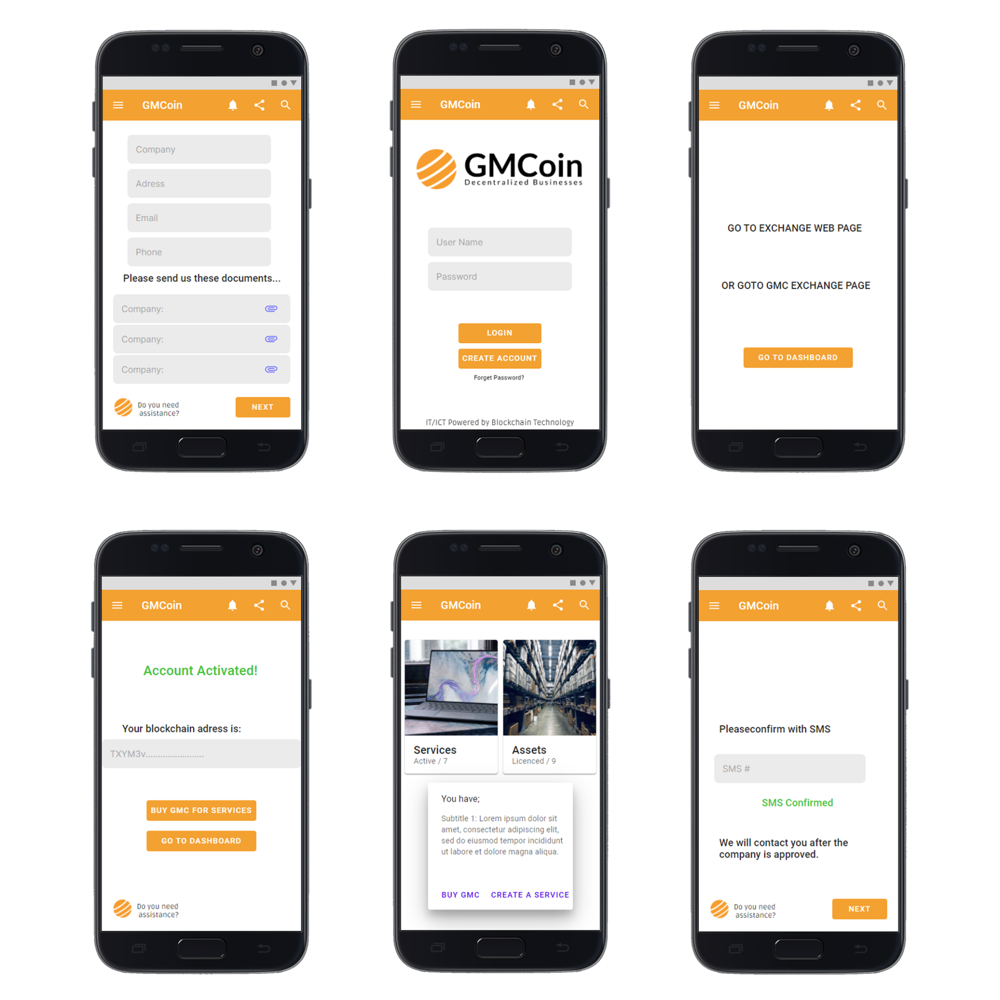 GMCoin
Company
Adress
Email
Phone
Please send us these documents...
Company:
Company:
Company:
Do you need
assistance?
NEXT
GMCoin
GMCoin
Decentralized Businesses
User Name
Password
LOGIN
CREATE ACCOUNT
Forget Password?
IT/ICT Powered by Blockchain Technology
GMCoin
GO TO EXCHANGE WEB PAGE
OR GOTO GMC EXCHANGE PAGE
GO TO DASHBOARD
GMCoin
Account Activated!
Your blockchain adress is:
TXYM3v........................
BUY GMC FOR SERVICES
GO TO DASHBOARD
Do you need
assistance?
GMCoin
Services
Active / 7
Assets
Licenced / 9
You have;
Subtitle 1: Lorem ipsum dolor sit
amet, consectetur adipiscing elit,
sed do eiusmod tempor incididunt
ut labore et dolore magna aliqua.
BUY GMC CREATE A SERVICE
GMCoin
Pleaseconfirm with SMS
SMS #
SMS Confirmed
We will contact you after the
company is approved.
Do you need
assistance?
NEXT